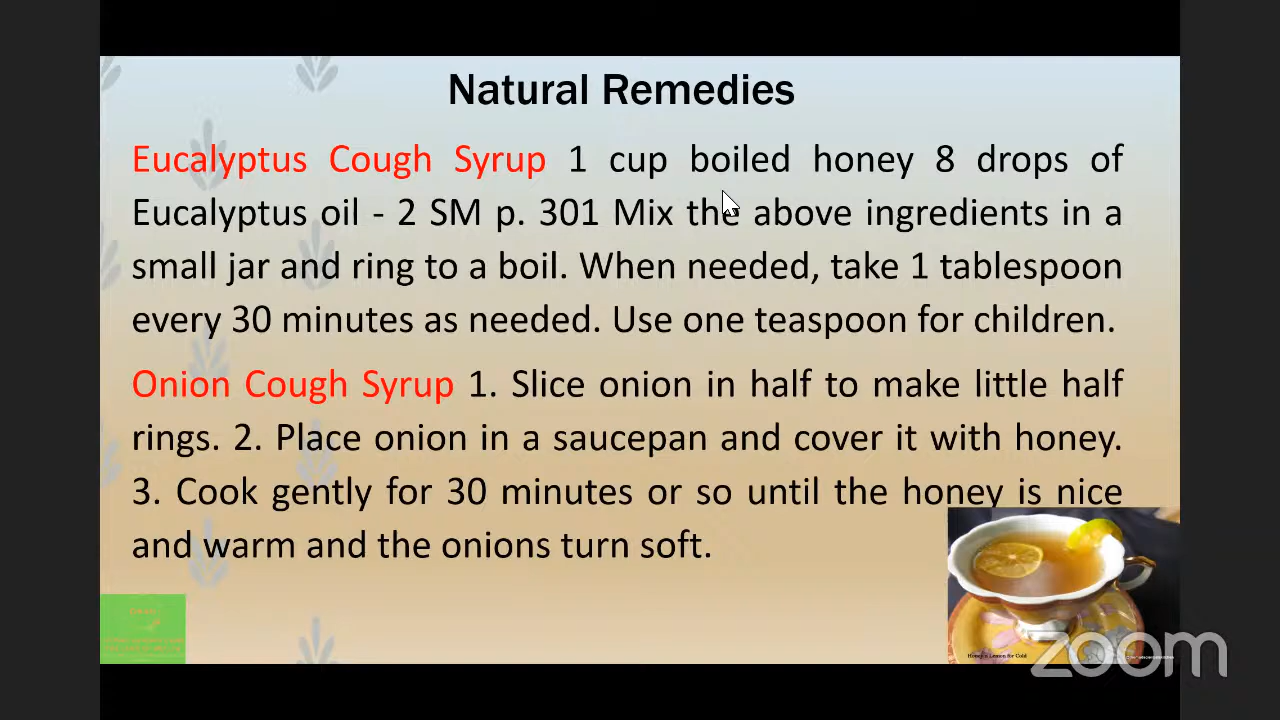 Natural Remedies
Eucalyptus Cough Syrup 1 cup boiled honey 8 drops of
Eucalyptus oil - 2 SM p. 301 Mix the above ingredients in a
small jar and ring to a boil. When needed, take 1 tablespoon
every 30 minutes as needed. Use one teaspoon for children.
Onion Cough Syrup 1. Slice onion in half to make little half
rings. 2. Place onion in a saucepan and cover it with honey.
3. Cook gently for 30 minutes or so until the honey is nice
and warm and the onions turn soft.
Honey n Lemon for Cold
zoom